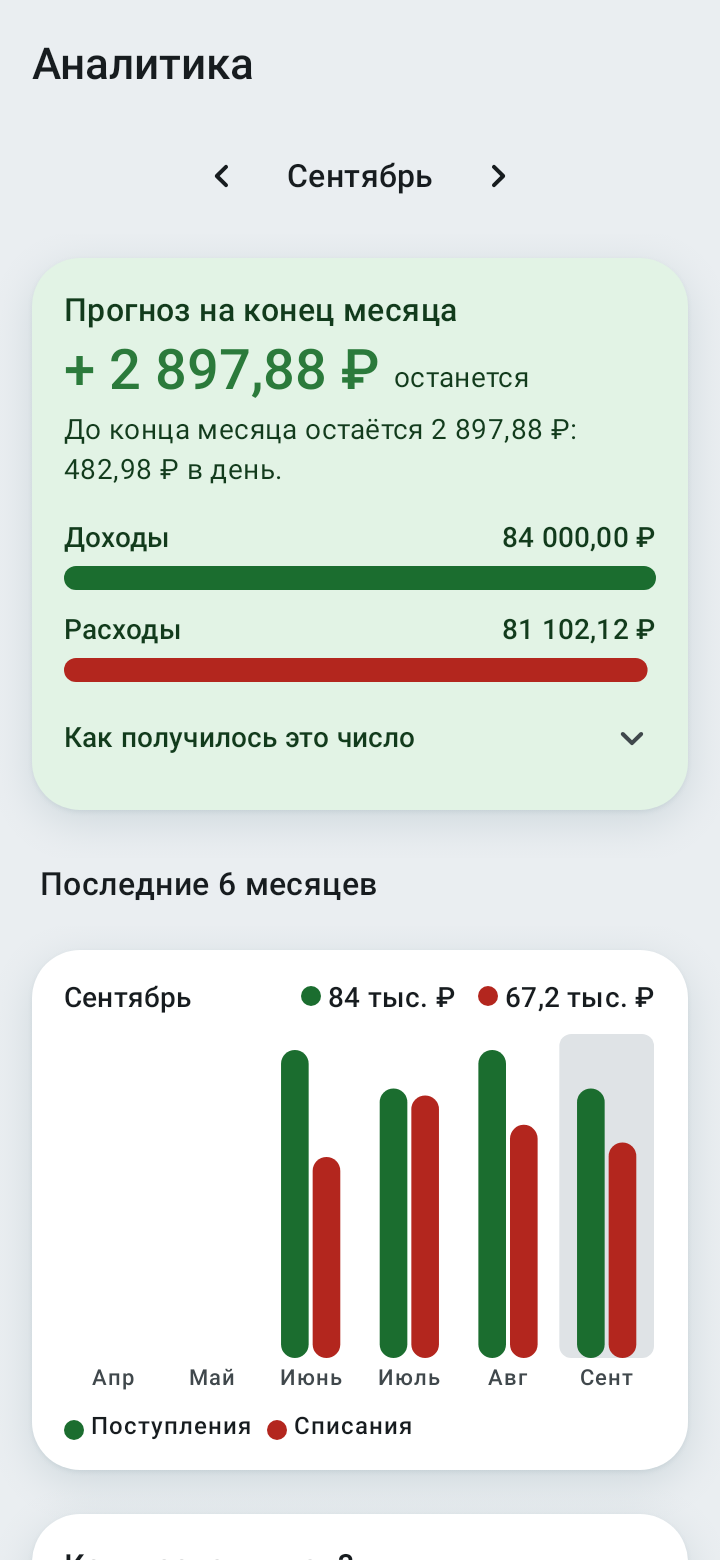 Аналитика
Сентябрь
Прогноз на конец месяца
+ 2 897,88 ₽ останется
До конца месяца остаётся 2 897,88 ₽:
482,98 ₽ в день.
Доходы 84 000,00 ₽
Расходы 81 102,12 ₽
Как получилось это число
Последние 6 месяцев
Сентябрь 84 тыс. ₽ 67,2 тыс. ₽
Апр Май Июнь Июль Авг Сент
Поступления Списания